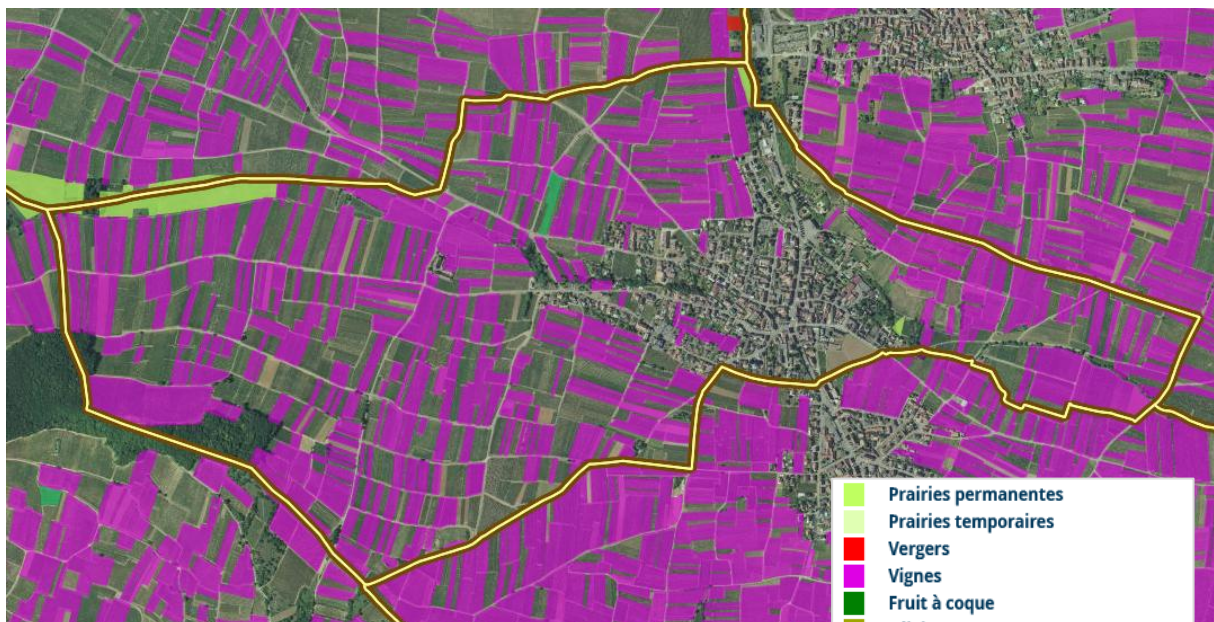 Prairies permanentes
Prairies temporaires
Vergers
Vignes
Fruit à coque